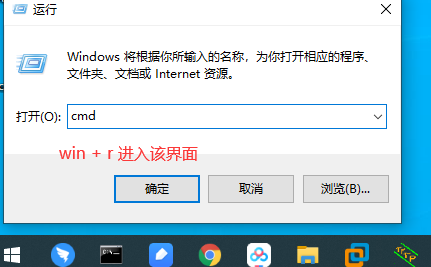 运行
Windows 将根据你所输入的名称，为你打开相应的程序、
文件夹、文档或 Internet 资源。
打开(O):
cmd
win + r 进入该界面
确定
取消
浏览(B)...